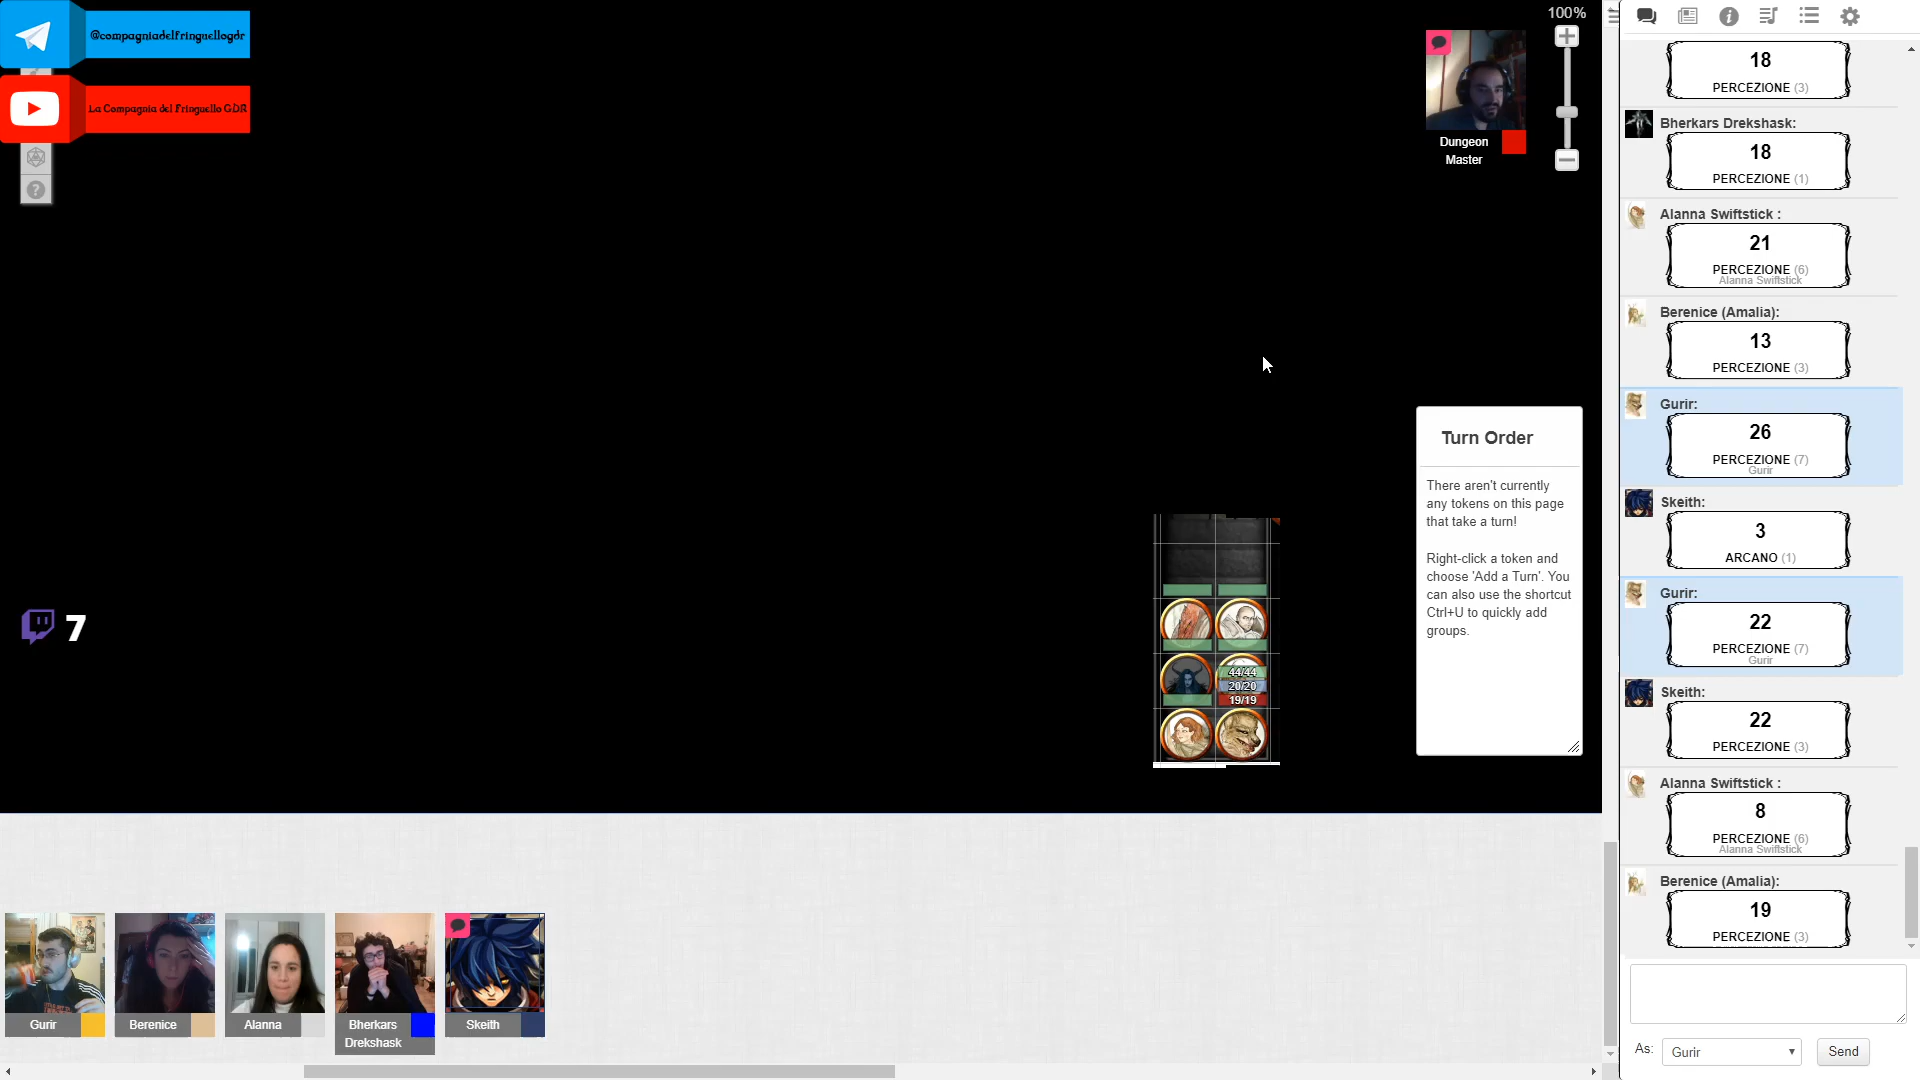 @compagniadelfringuellogdr
La Compagnia del Fringuello GDR
7
100%
Dungeon
Master
Turn Order
There aren't currently
any tokens on this page
that take a turn!
Right-click a token and
choose 'Add a Turn'. You
can also use the shortcut
Ctrl+U to quickly add
groups.
44/44
20/20
19/19
Gurir
Berenice
Alanna
Bherkars
Drekshask
Skeith
18
PERCEZIONE (3)
Bherkars Drekshask:
18
PERCEZIONE (1)
Alanna Swiftstick :
21
PERCEZIONE (6)
Alanna Swiftstick
Berenice (Amalia):
13
PERCEZIONE (3)
Gurir:
26
PERCEZIONE (7)
Gurir
Skeith:
3
ARCANO (1)
Gurir:
22
PERCEZIONE (7)
Gurir
Skeith:
22
PERCEZIONE (3)
Alanna Swiftstick :
8
PERCEZIONE (6)
Alanna Swiftstick
Berenice (Amalia):
19
PERCEZIONE (3)
As:
Gurir
Send